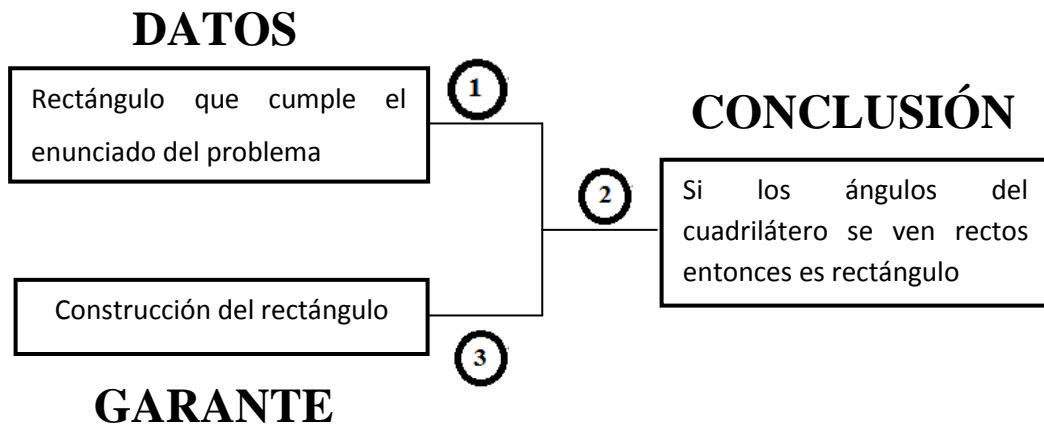 DATOS
Rectángulo que cumple el
enunciado del problema
1
CONCLUSIÓN
2
Si los ángulos del
cuadrilátero se ven rectos
entonces es rectángulo
Construcción del rectángulo
3
GARANTE